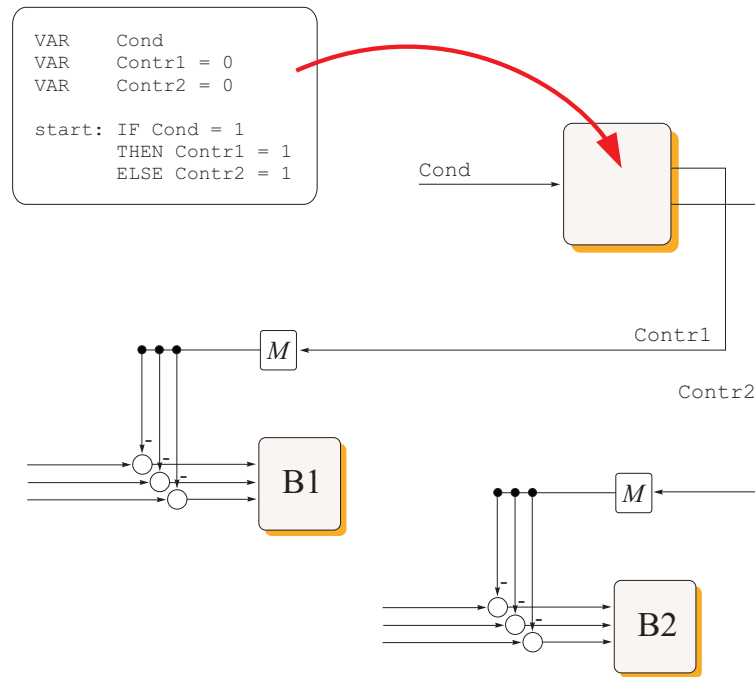 VAR    Cond
VAR    Contr1 = 0
VAR    Contr2 = 0
start: IF Cond = 1
       THEN Contr1 = 1
       ELSE Contr2 = 1
Cond
Contr1
M
Contr2
-
-
-
B1
M
-
-
-
B2